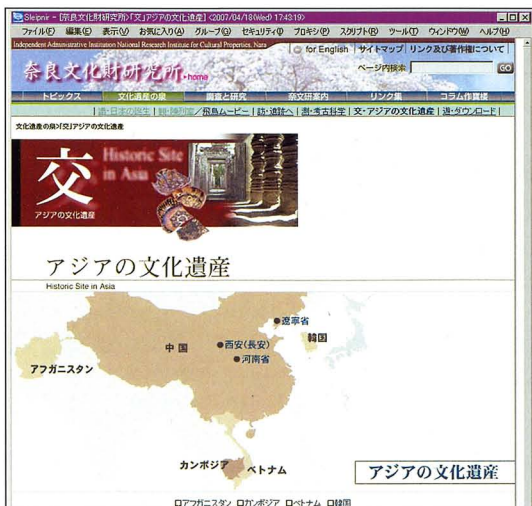 Sleipnir - [奈良文化財研究所>「交」アジアの文化遺産] <2007/04/18(Wed) 17:43:19>
ファイル(F) 編集(E) 表示(V) お気に入り(A) グループ(G) セキュリティ(I) プロキシ(P) スクリプト(R) ツール(T) ウィンドウ(W) ヘルプ(H)
Independent Administrative Institution National Research Institute for Cultural Properties, Nara
for English サイトマップ リンク及び著作権について
奈良文化財研究所 home
ページ内検索 GO
トピックス 文化遺産の泉 調査と研究 奈文研案内 リンク集 コラム作寶樓
飛鳥ムービー | 訪・遺跡へ | 測・考古科学 | 交・アジアの文化遺産 | 週・ダウンロード |
文化遺産の泉>「交」アジアの文化遺産
交
アジアの文化遺産
Historic Site
in Asia
アジアの文化遺産
Historic Site in Asia
遼寧省
韓国
中国
西安(長安)
河南省
アフガニスタン
カンボジア
ベトナム
アジアの文化遺産
□アフガニスタン □カンボジア □ベトナム □韓国